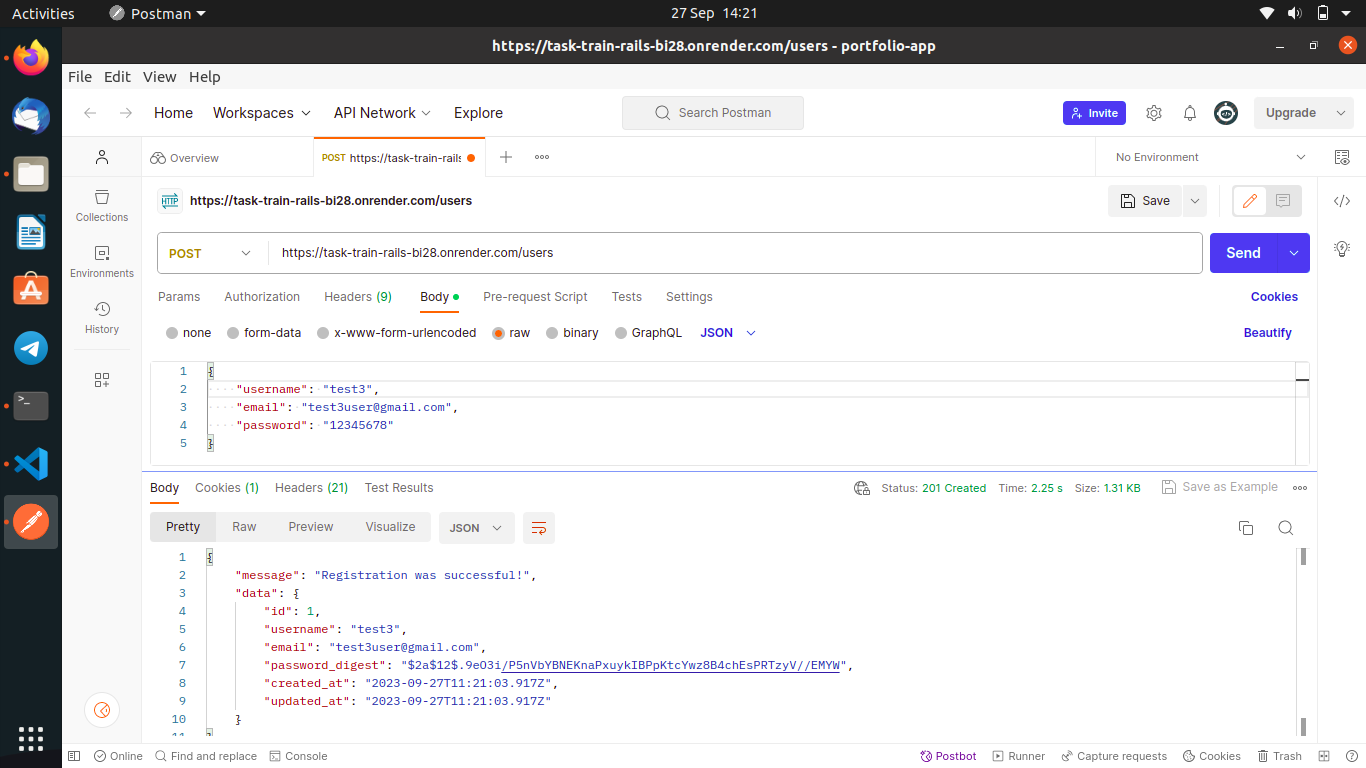 Activities Postman 27 Sep 14:21
https://task-train-rails-bi28.onrender.com/users - portfolio-app
File Edit View Help
Home Workspaces API Network Explore Search Postman Invite Upgrade
Overview POST https://task-train-rails No Environment
HTTP https://task-train-rails-bi28.onrender.com/users Save
Collections
Environments
History
POST https://task-train-rails-bi28.onrender.com/users Send
Params Authorization Headers (9) Body Pre-request Script Tests Settings Cookies
none form-data x-www-form-urlencoded raw binary GraphQL JSON Beautify
1 {
2 "username": "test3",
3 "email": "test3user@gmail.com",
4 "password": "12345678"
5 }
Body Cookies (1) Headers (21) Test Results Status: 201 Created Time: 2.25 s Size: 1.31 KB Save as Example
Pretty Raw Preview Visualize JSON
1 {
2 "message": "Registration was successful!",
3 "data": {
4 "id": 1,
5 "username": "test3",
6 "email": "test3user@gmail.com",
7 "password_digest": "$2a$12$.9eO3i/P5nVbYBNEKnaPxuykIBPpKtcYwz8B4chEsPRTzyV//EMYW",
8 "created_at": "2023-09-27T11:21:03.917Z",
9 "updated_at": "2023-09-27T11:21:03.917Z"
10 }
11 }
Online Find and replace Console Postbot Runner Capture requests Cookies Trash